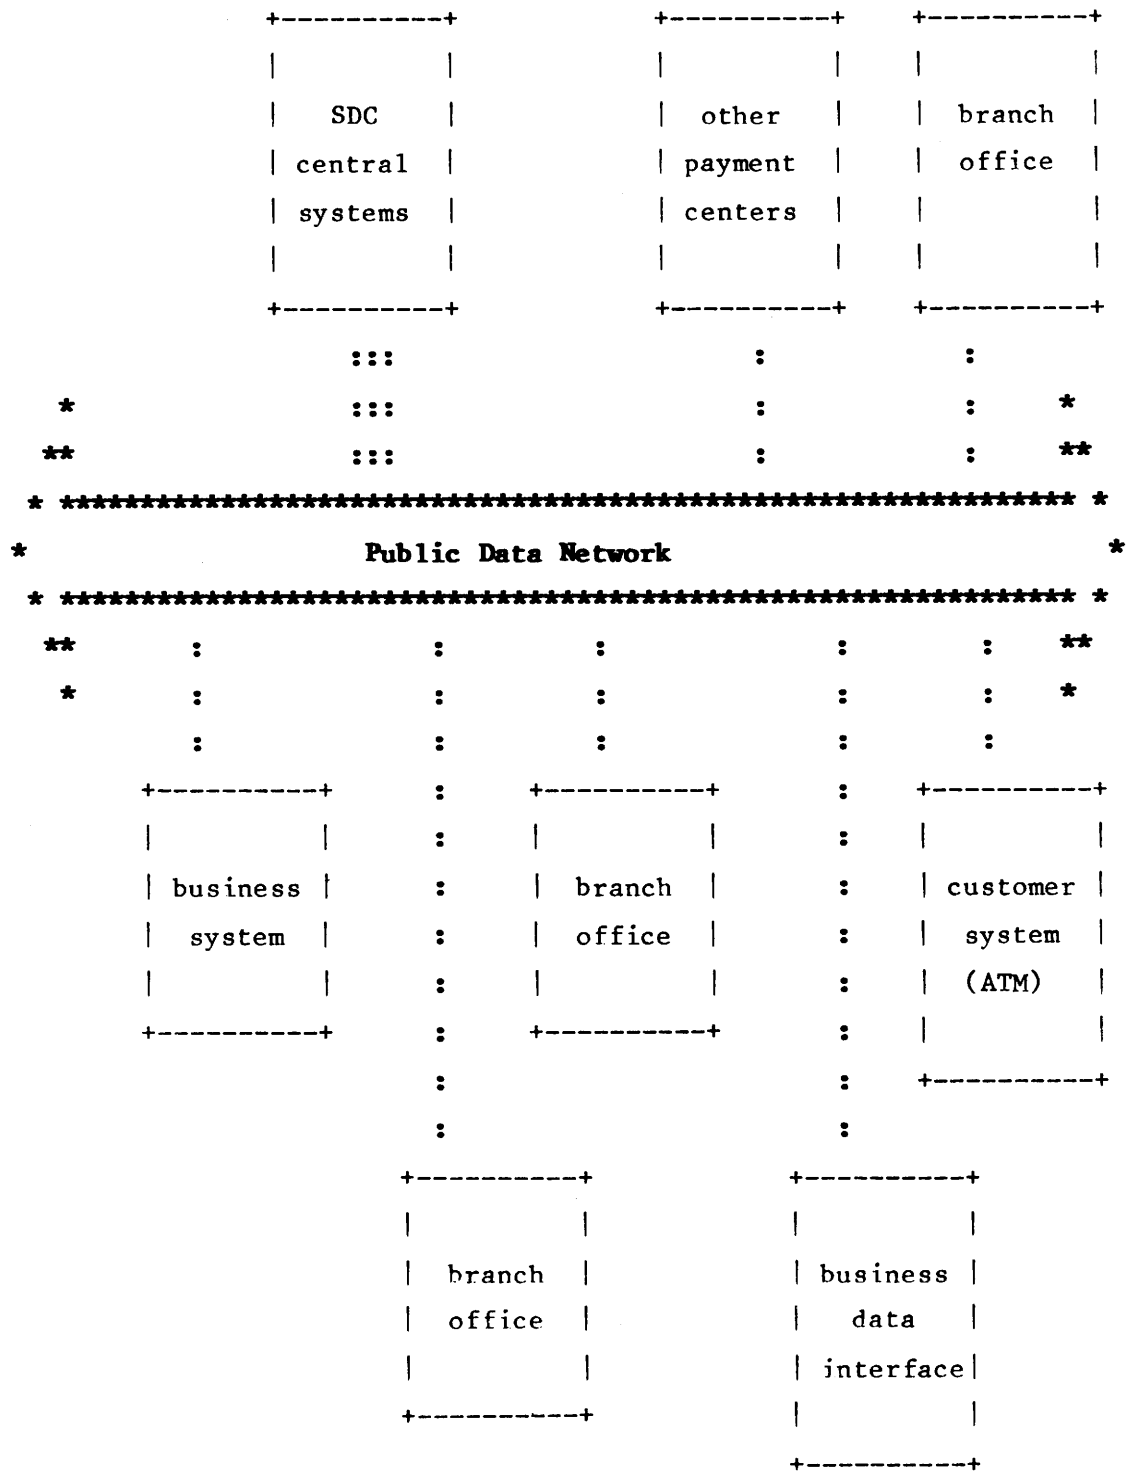 SDC
central
systems
other
payment
centers
branch
office
Public Data Network
business
system
branch
office
customer
system
(ATM)
branch
office
business
data
interface